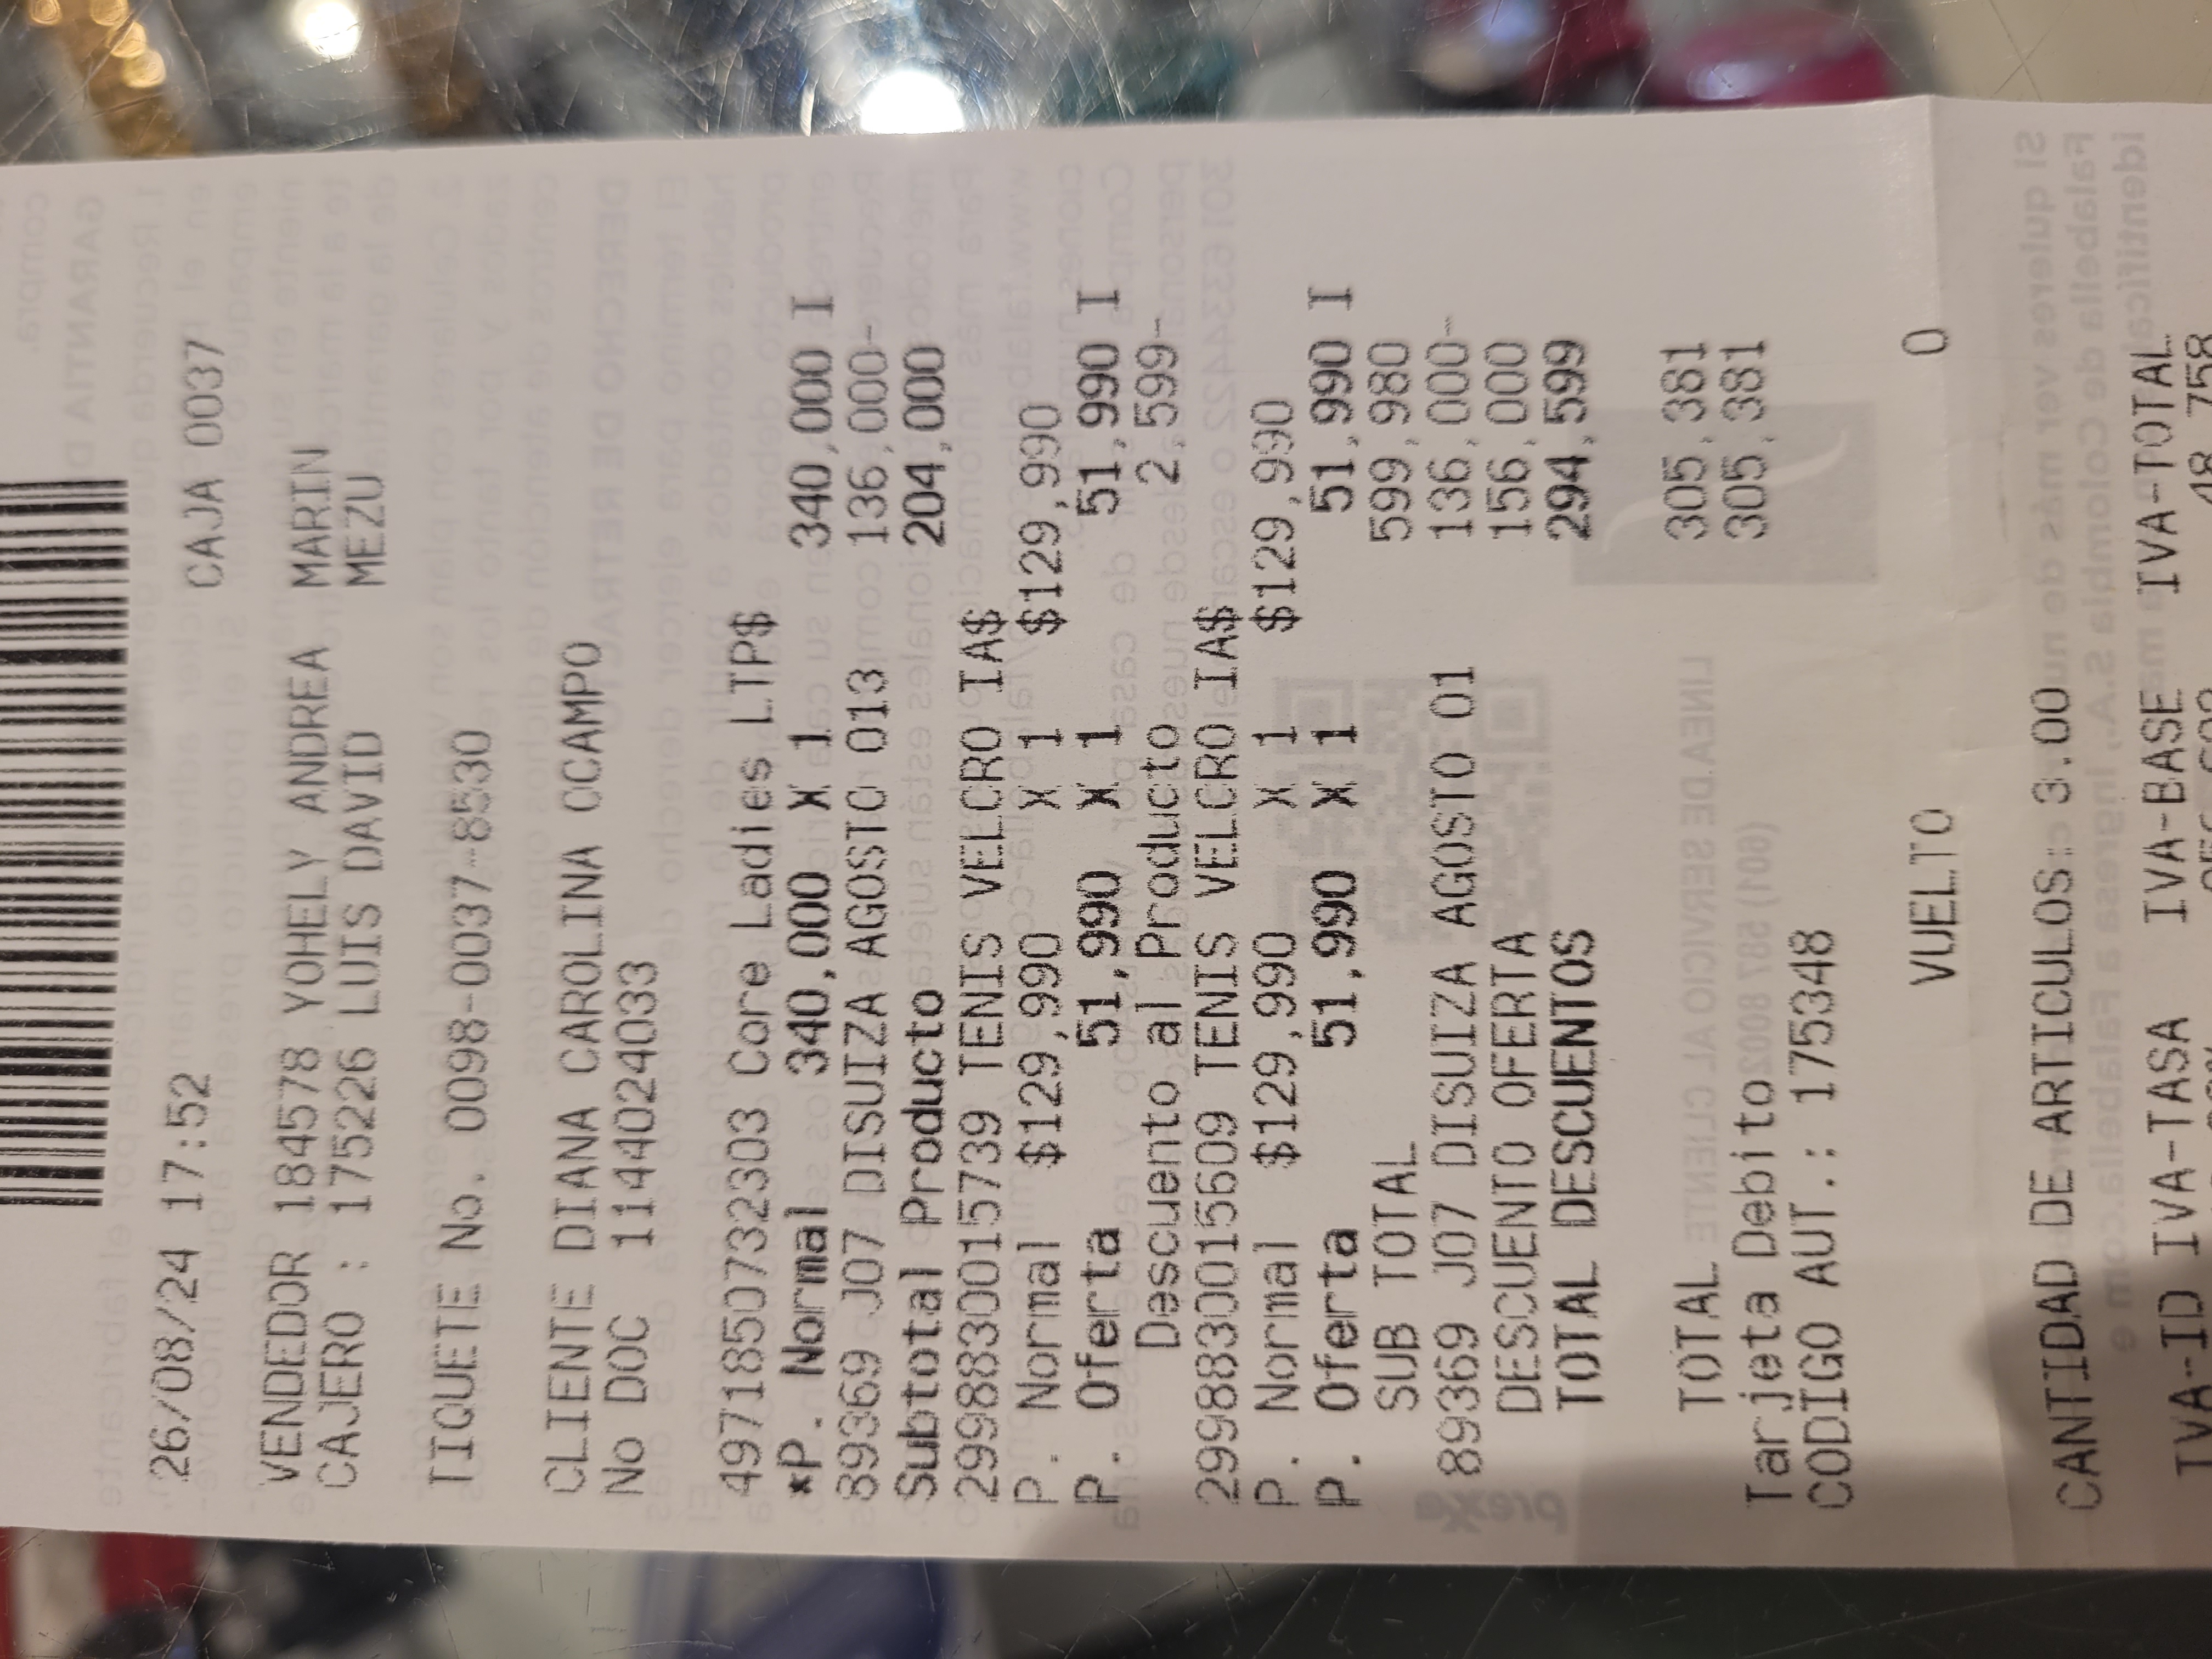 26/08/24 17:52 CAJA 0037
VENDEDOR 184578 YOHELY ANDREA MARIN
CAJERO : 175226 LUIS DAVID MEZU
TIQUETE No. 0098-0037-8530
CLIENTE DIANA CAROLINA OCAMPO
No DOC 1144024033
4971850732303 Core Ladies LTP$
*P. Normal 340,000 X 1 340,000 I
89369 J07 DISUIZA AGOSTO 013 136,000-
Subtotal Producto 204,000
2998830015739 TENIS VELCRO IA$
P. Normal $129,990 X 1 $129,990
P. Oferta 51,990 X 1 51,990 I
Descuento al Producto 2,599-
2998830015609 TENIS VELCRO IA$
P. Normal $129,990 X 1 $129,990
P. Oferta 51,990 X 1 51,990 I
SUB TOTAL 599,980
89369 J07 DISUIZA AGOSTO 01 136,000-
DESCUENTO OFERTA 156,000
TOTAL DESCUENTOS 294,599
TOTAL 305,381
Tarjeta Debito 305,381
CODIGO AUT.: 175348
VUELTO 0
CANTIDAD DE ARTICULOS: 3.00
IVA-ID IVA-TASA IVA-BASE IVA-TOTAL
48,758